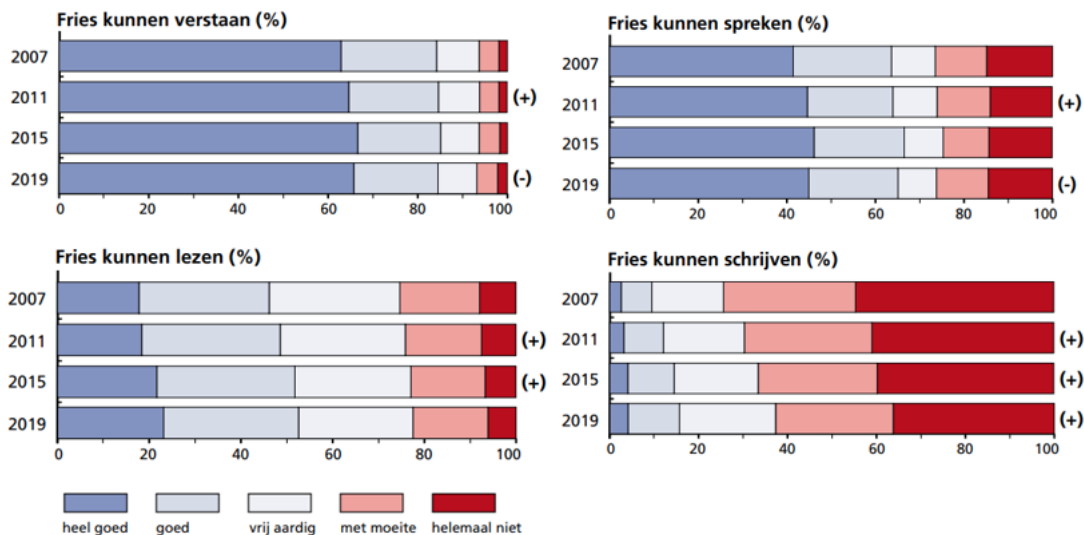 Fries kunnen verstaan (%)
2007
2011 (+)
2015
2019 (-)
0 20 40 60 80 100
Fries kunnen spreken (%)
2007
2011 (+)
2015
2019 (-)
0 20 40 60 80 100
Fries kunnen lezen (%)
2007
2011 (+)
2015 (+)
2019
0 20 40 60 80 100
Fries kunnen schrijven (%)
2007
2011 (+)
2015 (+)
2019 (+)
0 20 40 60 80 100
heel goed goed vrij aardig met moeite helemaal niet